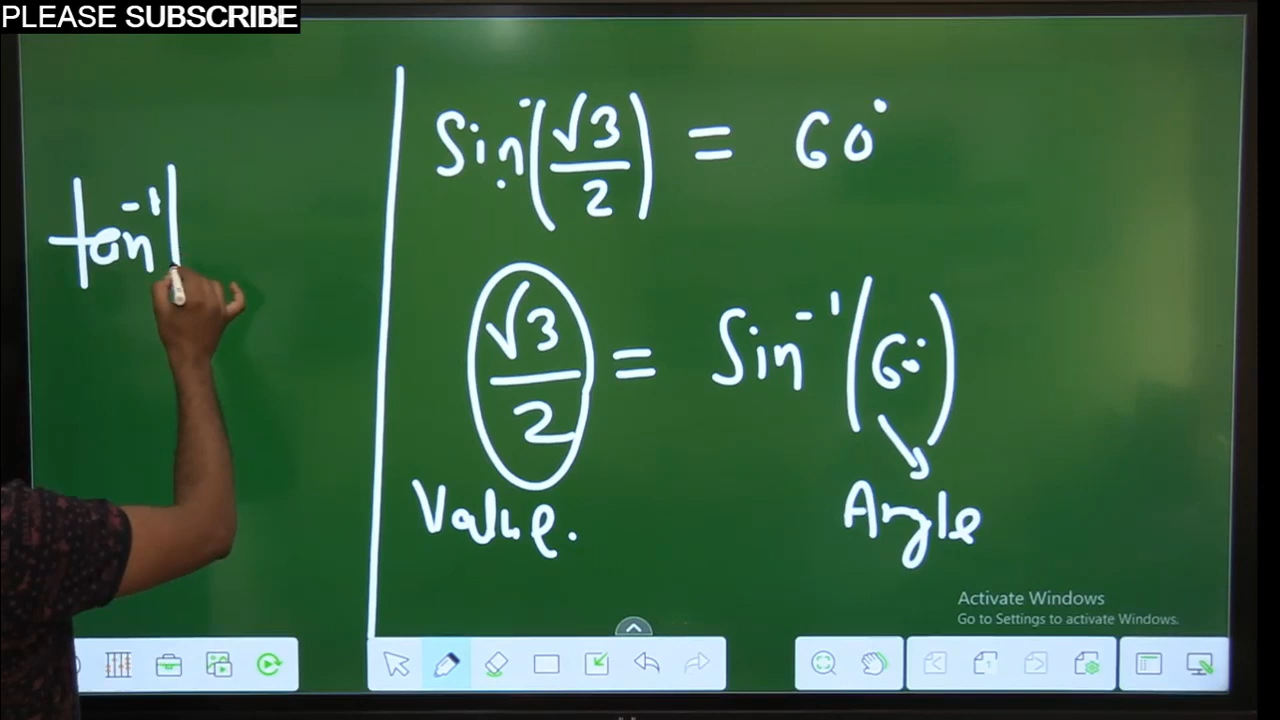 PLEASE SUBSCRIBE
tan⁻¹ 1
Sin(√3/2) = 60°
√3/2 = Sin⁻¹(60°)
Value. Angle
Activate Windows
Go to Settings to activate Windows.